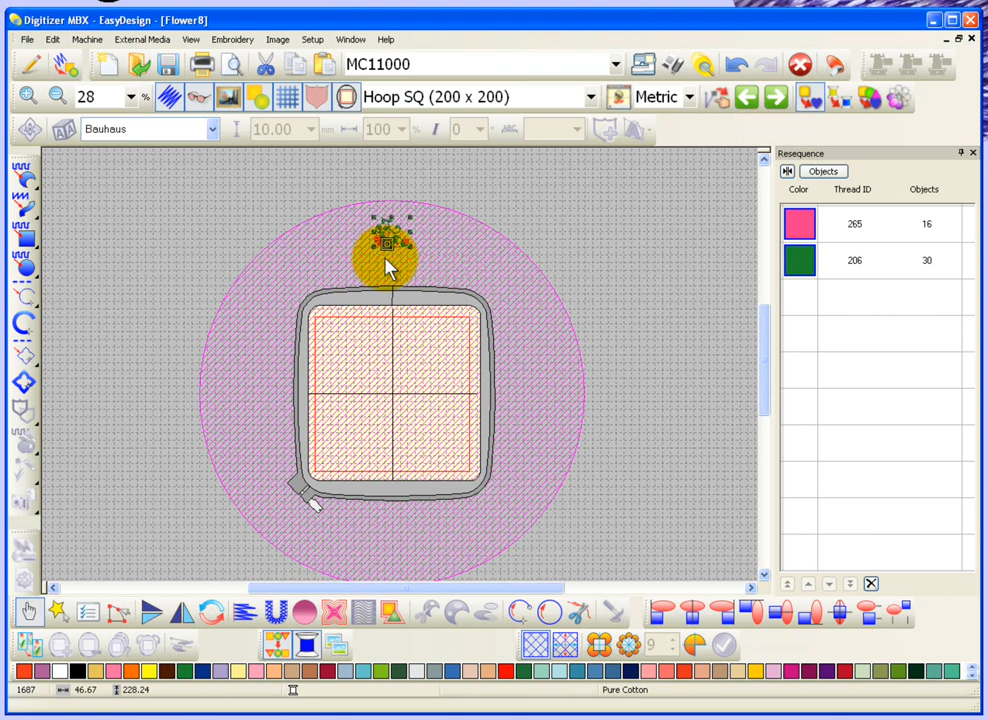 Digitizer MBX - EasyDesign - [Flower8]
File Edit Machine External Media View Embroidery Image Setup Window Help
MC11000
28 % Hoop SQ (200 x 200) Metric
Bauhaus 10.00 mm 100 % 0 °
Resequence
Objects
Color Thread ID Objects
265 16
206 30
9
1687 46.67 228.24 Pure Cotton